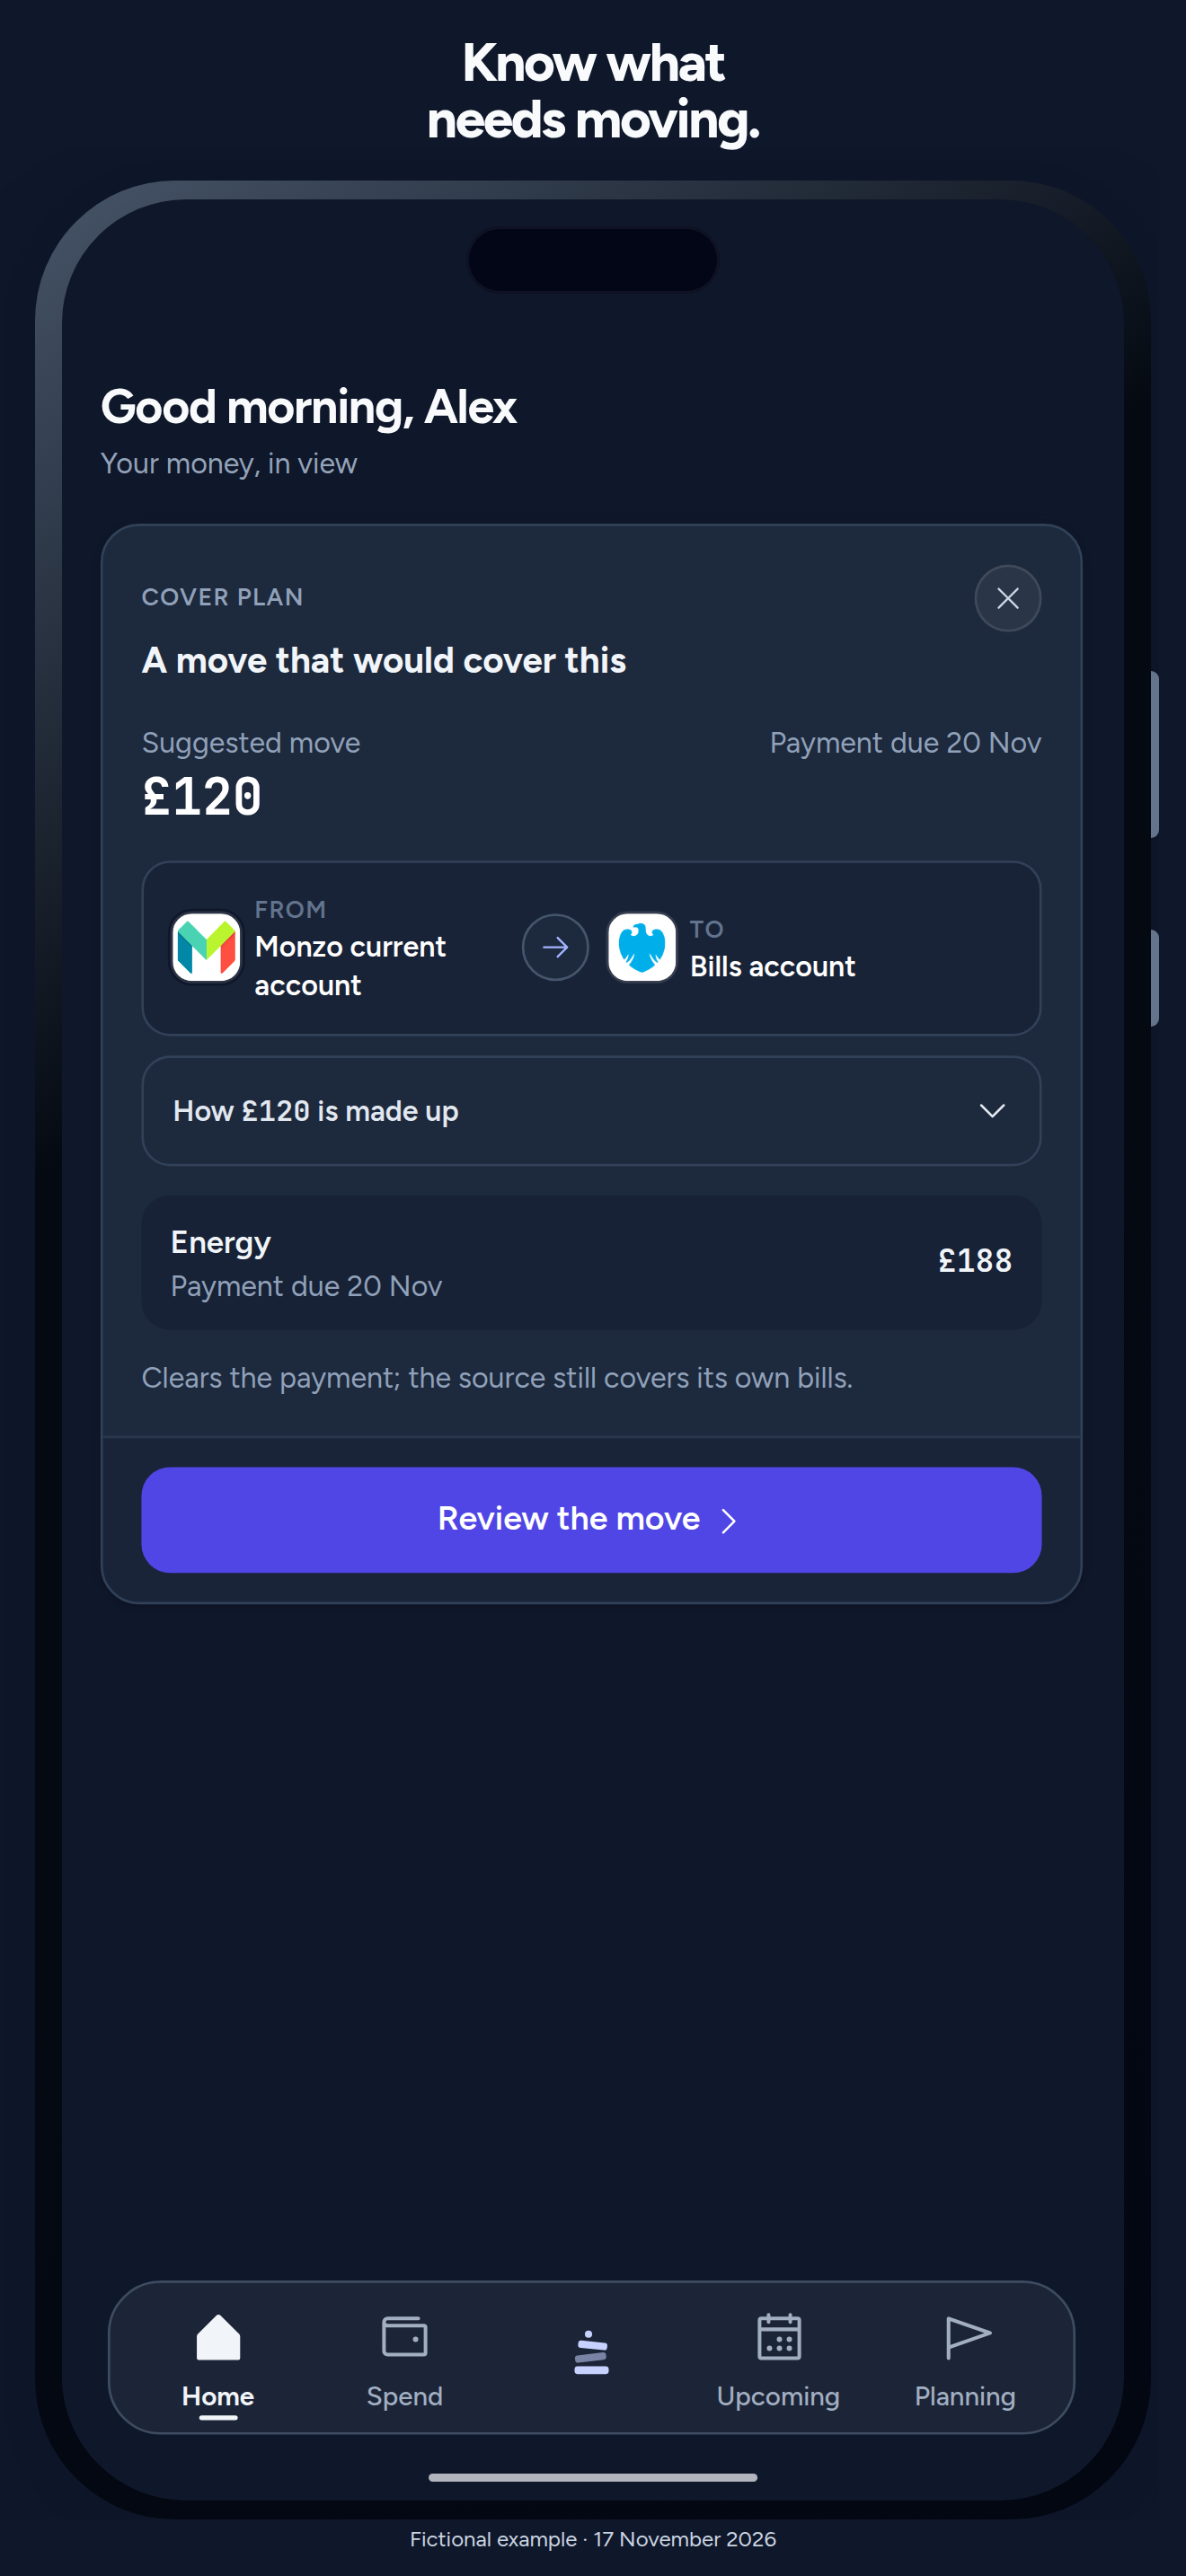 Know what
needs moving.
Good morning, Alex
Your money, in view
COVER PLAN
A move that would cover this
Suggested move
Payment due 20 Nov
£120
FROM
Monzo current
account
TO
Bills account
How £120 is made up
Energy
Payment due 20 Nov
£188
Clears the payment; the source still covers its own bills.
Review the move
Home
Spend
Upcoming
Planning
Fictional example · 17 November 2026